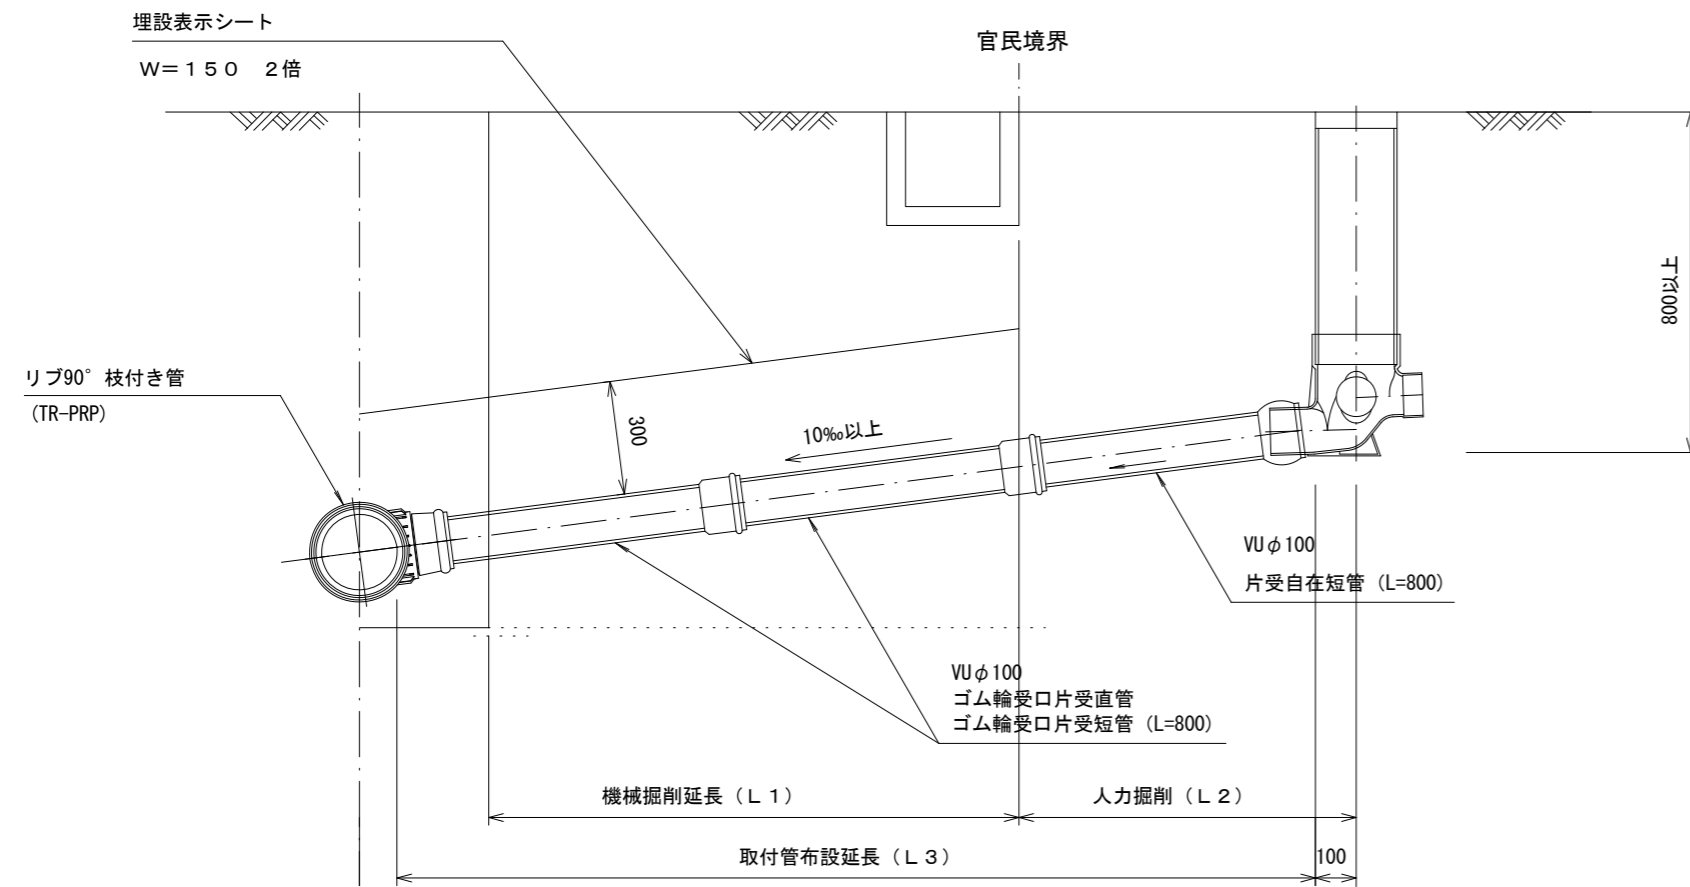 埋設表示シート
W=150 2倍
官民境界
800以上
リブ90°枝付き管
(TR-PRP)
300
10‰以上
VUφ100
片受自在短管 (L=800)
VUφ100
ゴム輪受口片受直管
ゴム輪受口片受短管 (L=800)
機械掘削延長(L1)
人力掘削(L2)
取付管布設延長(L3)
100